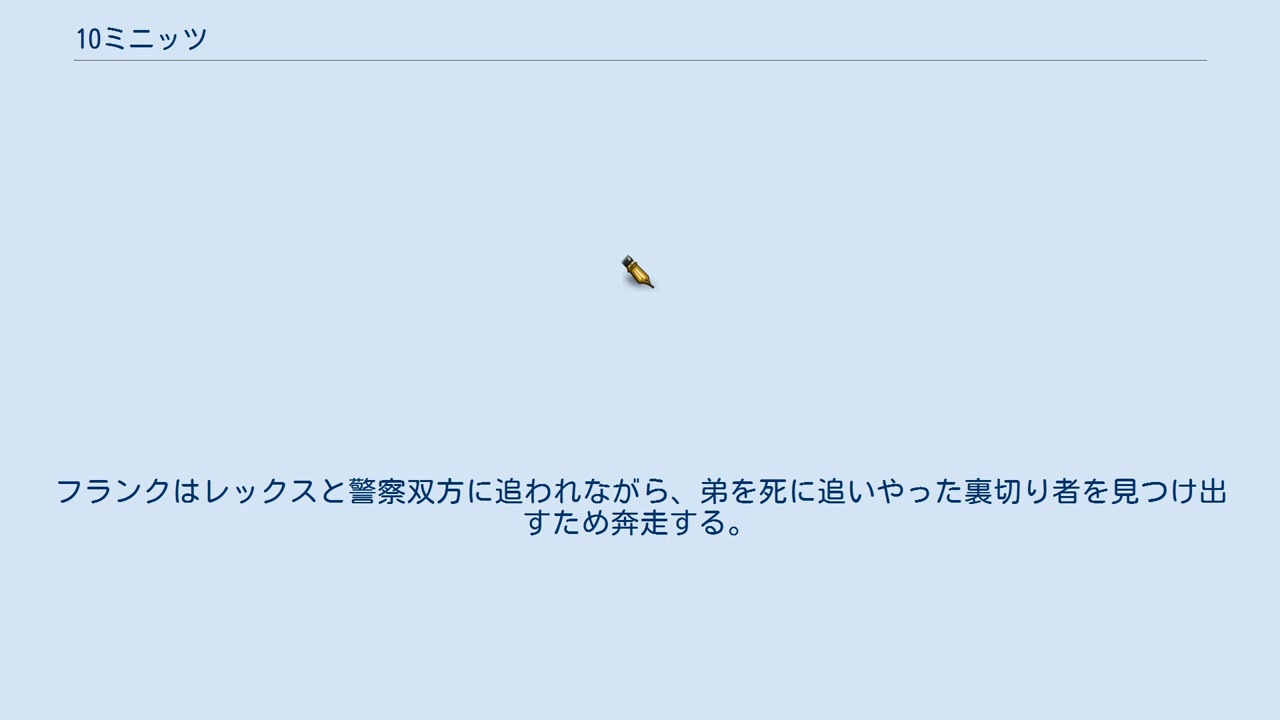 10ミニッツ
フランクはレックスと警察双方に追われながら、弟を死に追いやった裏切り者を見つけ出
すため奔走する。